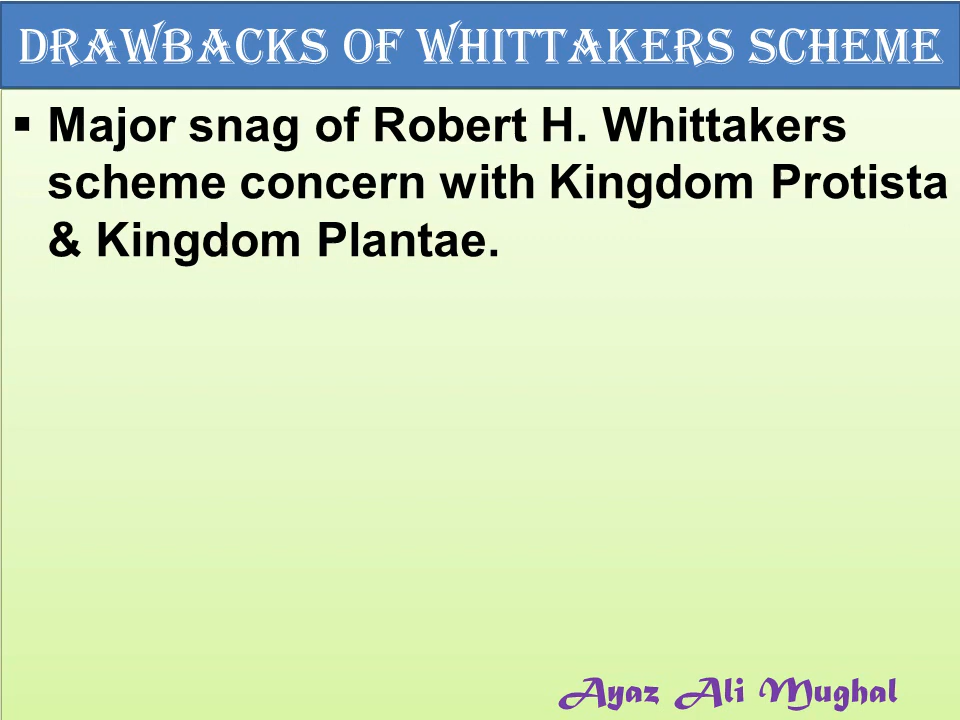 DRAWBACKS OF WHITTAKERS SCHEME
▪ Major snag of Robert H. Whittakers
scheme concern with Kingdom Protista
& Kingdom Plantae.
Ayaz Ali Mughal